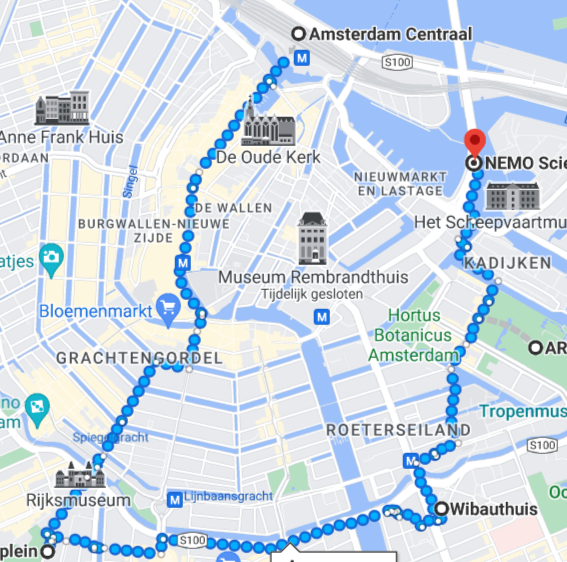 Amsterdam Centraal
M
S100
Anne Frank Huis
ORDAAN
De Oude Kerk
NEMO Scie
NIEUWMARKT
EN LASTAGE
Singel
DE WALLEN
Het Scheepvaartmu
BURGWALLEN-NIEUWE
ZIJDE
M
KADIJKEN
atjes
Museum Rembrandthuis
Tijdelijk gesloten
Bloemenmarkt
M
Hortus
Botanicus
Amsterdam
AR
GRACHTENGORDEL
no
am
Tropenmus
ROETERSEILAND
Spiegelgracht
S100
M
Rijksmuseum
M
Lijnbaansgracht
Oo
Wibauthuis
S100
plein